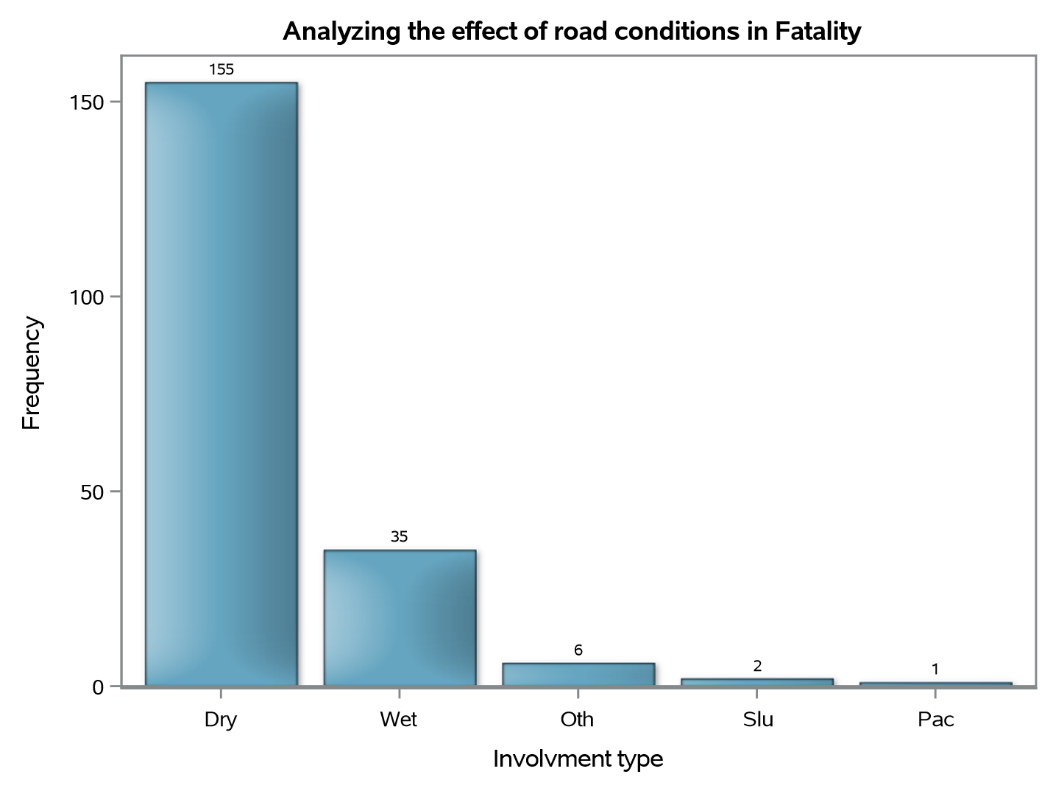 Analyzing the effect of road conditions in Fatality
155
150
100
Frequency
50
35
6
2
1
0
Dry Wet Oth Slu Pac
Involvment type